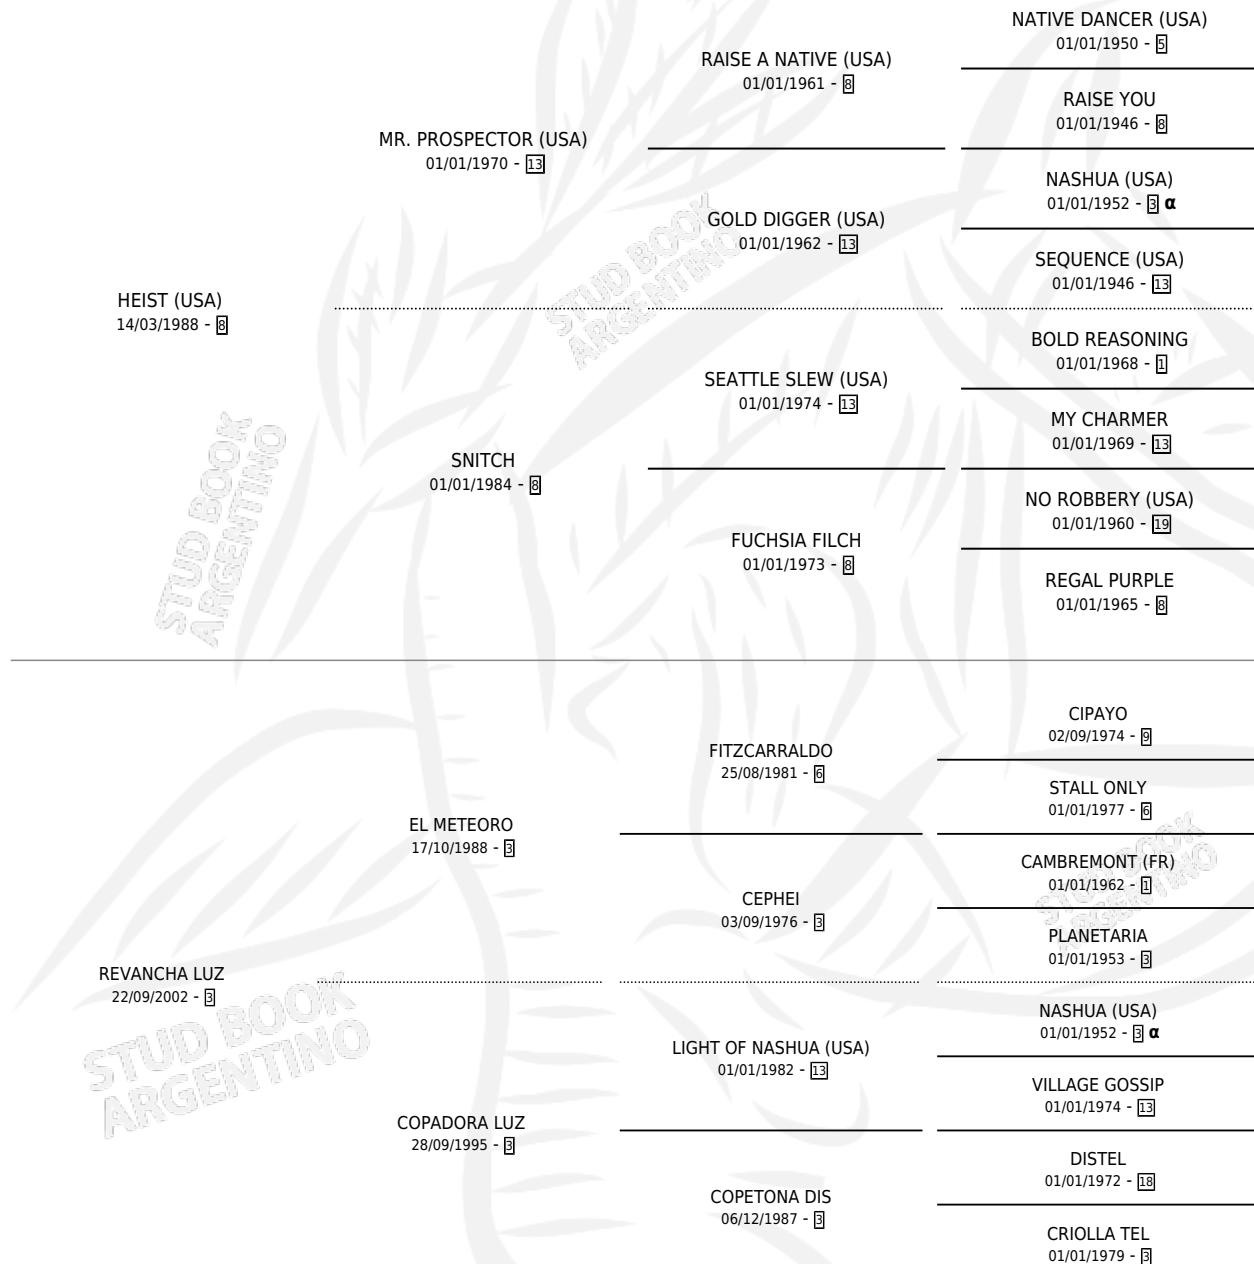 NATIVE DANCER (USA)
01/01/1950 - 5
RAISE A NATIVE (USA)
01/01/1961 - 8
RAISE YOU
01/01/1946 - 8
MR. PROSPECTOR (USA)
01/01/1970 - 13
NASHUA (USA)
01/01/1952 - 3 α
GOLD DIGGER (USA)
01/01/1962 - 13
SEQUENCE (USA)
01/01/1946 - 13
HEIST (USA)
14/03/1988 - 8
BOLD REASONING
01/01/1968 - 1
SEATTLE SLEW (USA)
01/01/1974 - 13
MY CHARMER
01/01/1969 - 13
SNITCH
01/01/1984 - 8
NO ROBBERY (USA)
01/01/1960 - 19
FUCHSIA FILCH
01/01/1973 - 8
REGAL PURPLE
01/01/1965 - 8
CIPAYO
02/09/1974 - 9
FITZCARRALDO
25/08/1981 - 6
STALL ONLY
01/01/1977 - 6
EL METEORO
17/10/1988 - 3
CAMBREMONT (FR)
01/01/1962 - 1
CEPHEI
03/09/1976 - 3
PLANETARIA
01/01/1953 - 3
REVANCHA LUZ
22/09/2002 - 3
NASHUA (USA)
01/01/1952 - 3 α
LIGHT OF NASHUA (USA)
01/01/1982 - 13
VILLAGE GOSSIP
01/01/1974 - 13
COPADORA LUZ
28/09/1995 - 3
DISTEL
01/01/1972 - 18
COPETONA DIS
06/12/1987 - 3
CRIOLLA TEL
01/01/1979 - 3
STUD BOOK
ARGENTINO
STUD BOOK
ARGENTINO
STUD BOOK
ARGENTINO
STUD BOOK
ARGENTINO